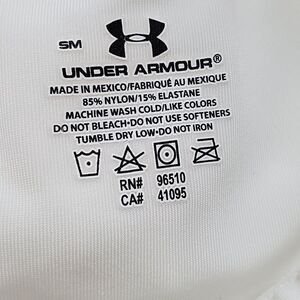 SM
UNDER ARMOUR®
MADE IN MEXICO/FABRIQUÉ AU MEXIQUE
85% NYLON/15% ELASTANE
MACHINE WASH COLD/LIKE COLORS
DO NOT BLEACH•DO NOT USE SOFTENERS
TUMBLE DRY LOW•DO NOT IRON
RN# 96510
CA# 41095